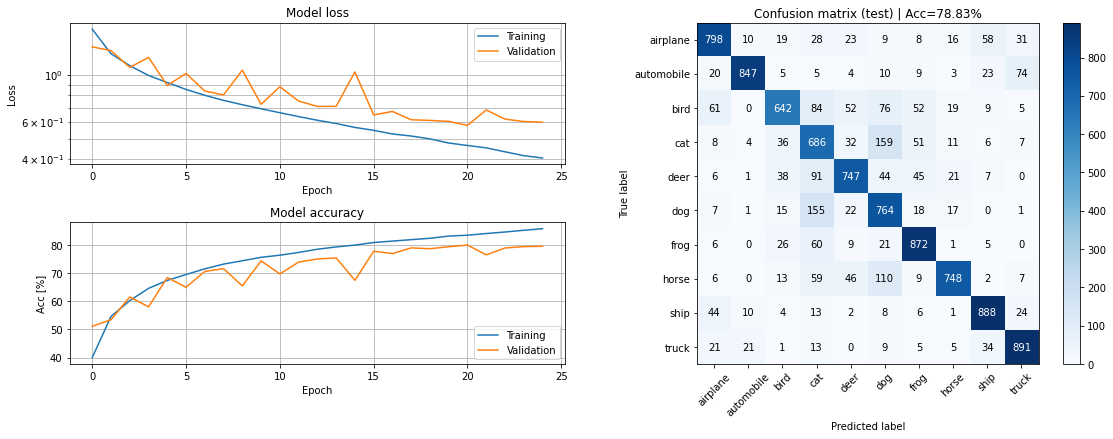 Model loss
Training
Validation
10⁰
6 × 10⁻¹
4 × 10⁻¹
Loss
0 5 10 15 20 25
Epoch
Model accuracy
80
70
60
50
40
Acc [%]
Training
Validation
0 5 10 15 20 25
Epoch
Confusion matrix (test) | Acc=78.83%
True label
airplane 798 10 19 28 23 9 8 16 58 31
automobile 20 847 5 5 4 10 9 3 23 74
bird 61 0 642 84 52 76 52 19 9 5
cat 8 4 36 686 32 159 51 11 6 7
deer 6 1 38 91 747 44 45 21 7 0
dog 7 1 15 155 22 764 18 17 0 1
frog 6 0 26 60 9 21 872 1 5 0
horse 6 0 13 59 46 110 9 748 2 7
ship 44 10 4 13 2 8 6 1 888 24
truck 21 21 1 13 0 9 5 5 34 891
airplane automobile bird cat deer dog frog horse ship truck
Predicted label
800
700
600
500
400
300
200
100
0